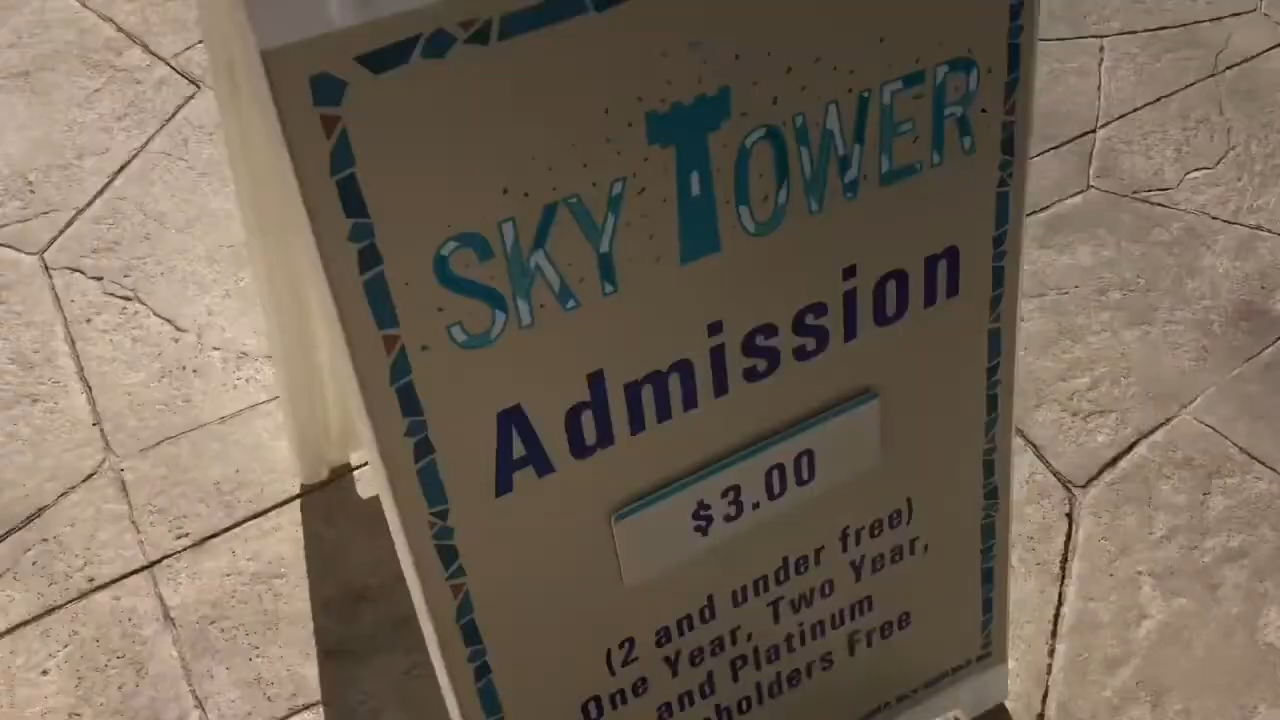 SKY TOWER
Admission
$3.00
(2 and under free)
One Year, Two Year,
and Platinum
holders Free